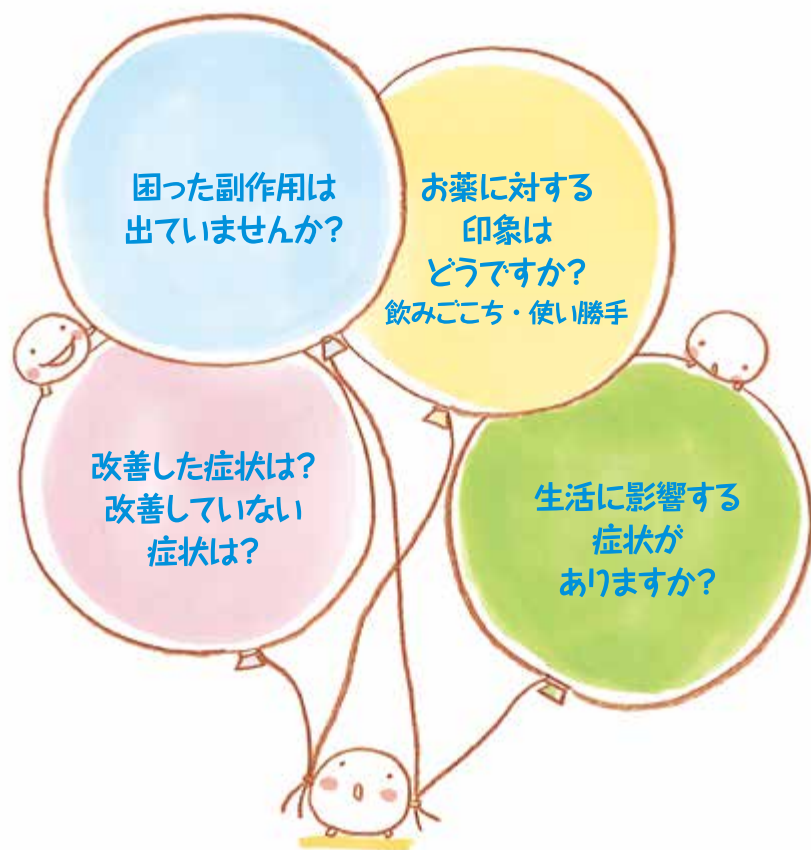 困った副作用は
出ていませんか?
お薬に対する
印象は
どうですか?
飲みごこち・使い勝手
改善した症状は?
改善していない
症状は?
生活に影響する
症状が
ありますか?